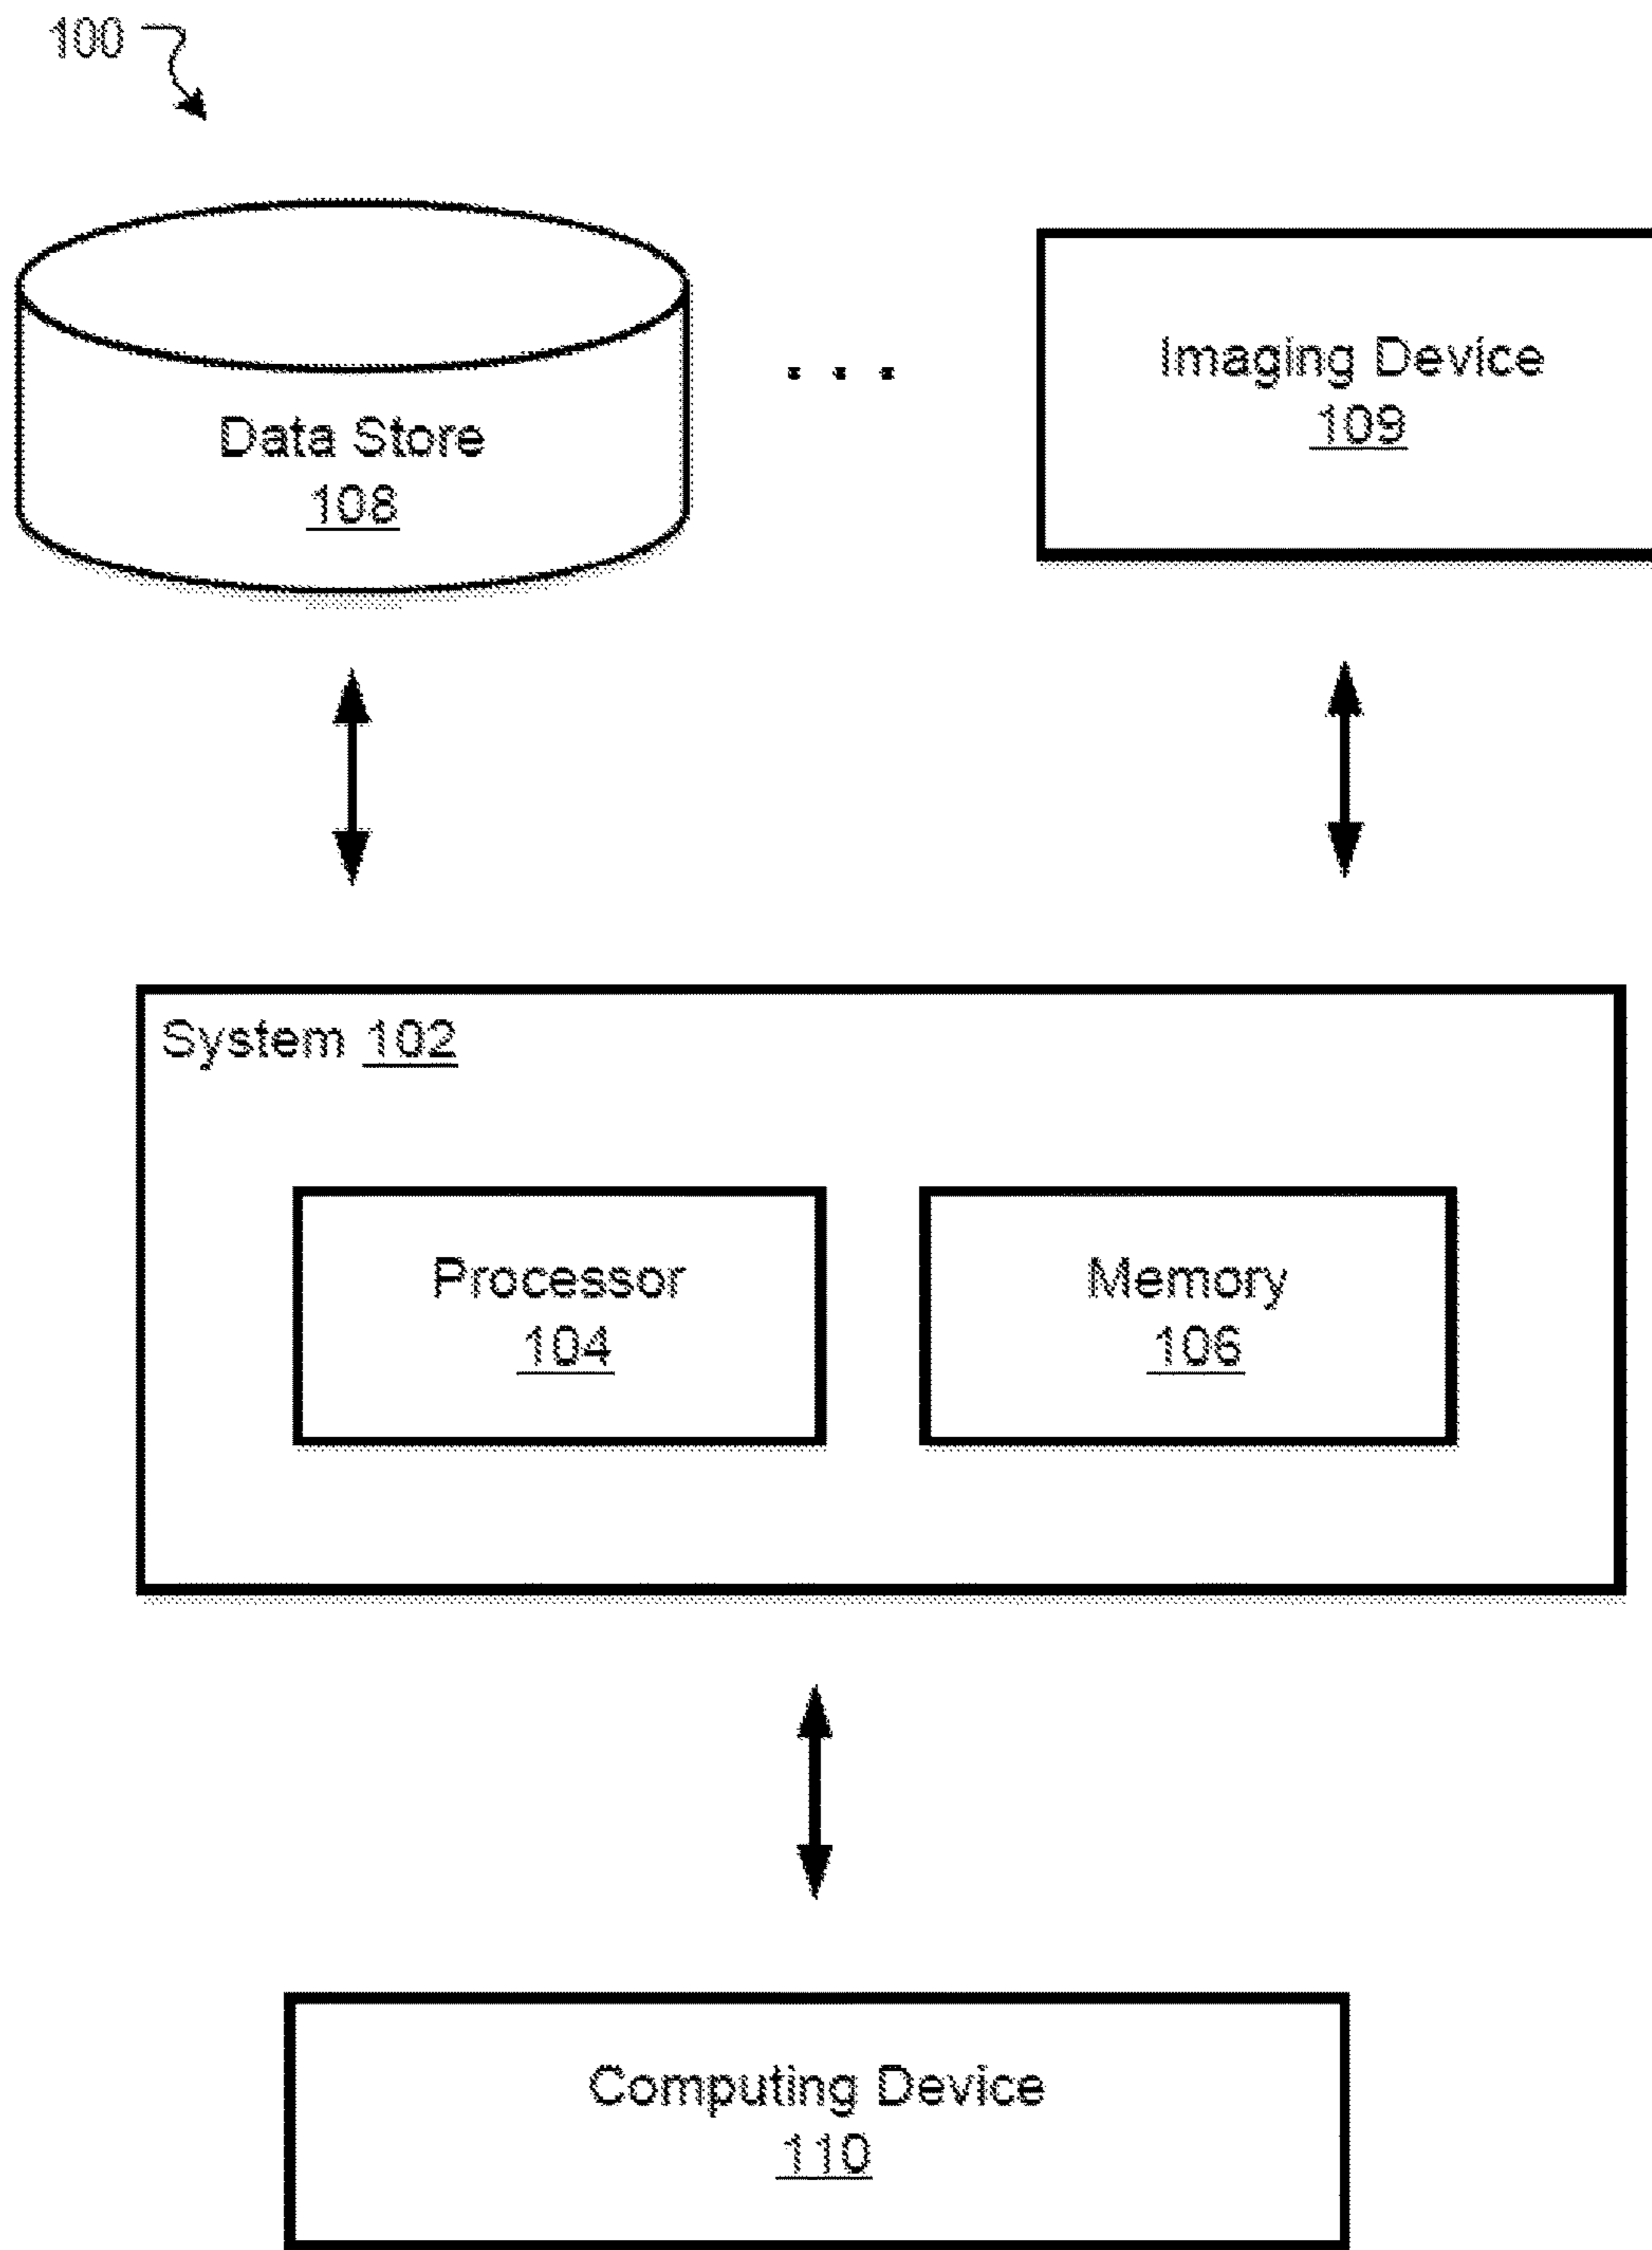 100
Data Store
108
. . .
Imaging Device
109
System 102
Processor
104
Memory
106
Computing Device
110